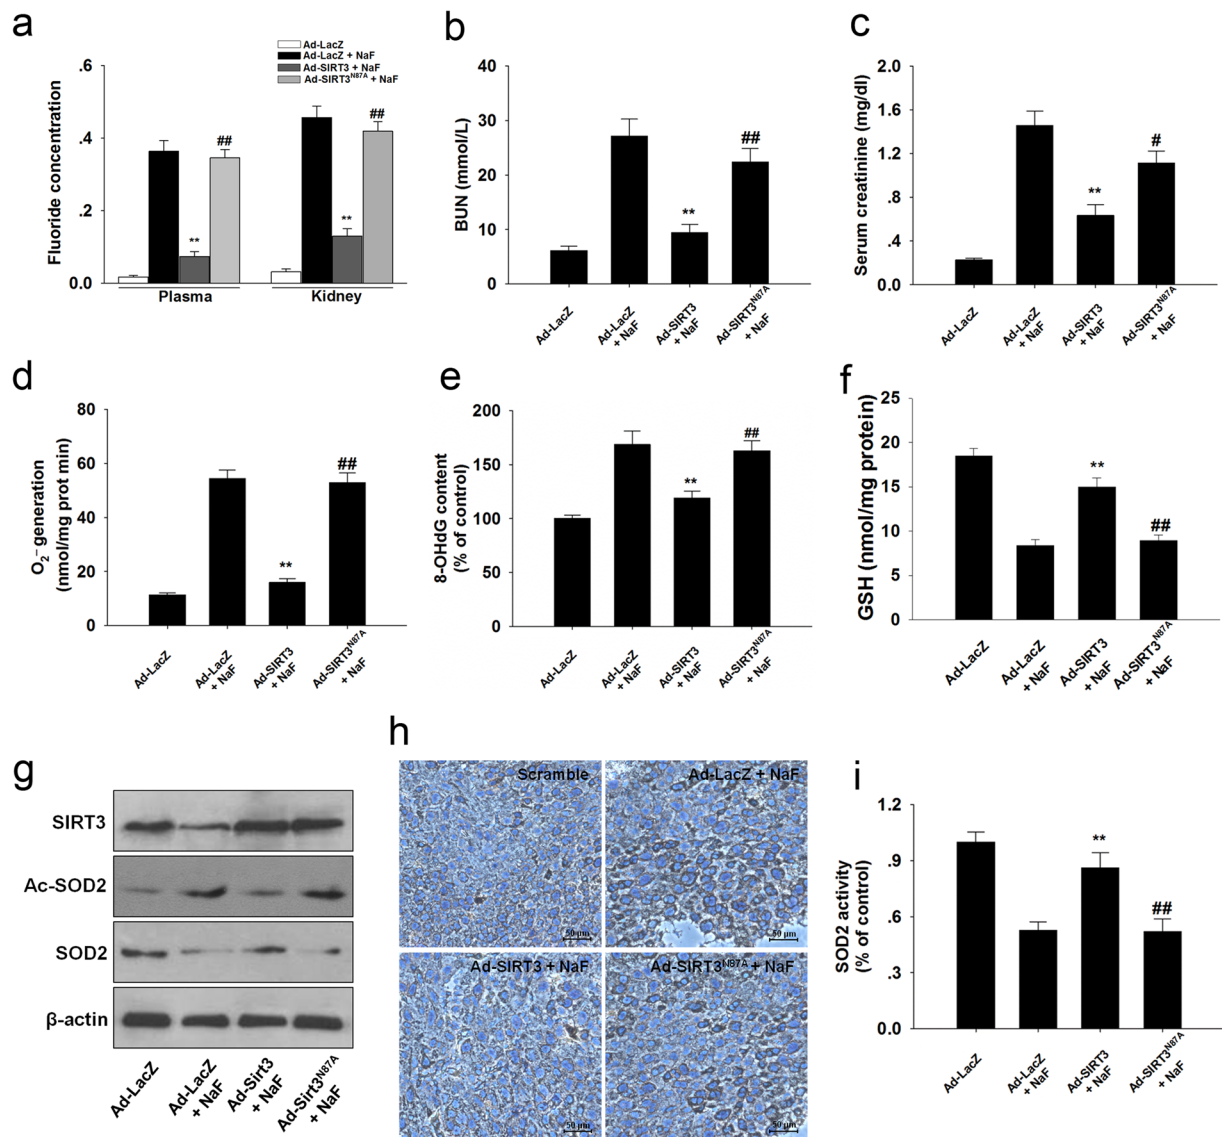 a
Ad-LacZ
Ad-LacZ + NaF
Ad-SIRT3 + NaF
Ad-SIRT3N87A + NaF
Fluoride concentration
.6
.4
.2
0.0
**
##
**
##
Plasma
Kidney
b
BUN (mmol/L)
40
30
20
10
0
**
##
Ad-LacZ
Ad-LacZ
+ NaF
Ad-SIRT3
+ NaF
Ad-SIRT3N87A
+ NaF
c
Serum creatinine (mg/dl)
2.0
1.6
1.2
.8
.4
0.0
**
#
Ad-LacZ
Ad-LacZ
+ NaF
Ad-SIRT3
+ NaF
Ad-SIRT3N87A
+ NaF
d
O2− generation
(nmol/mg prot min)
80
60
40
20
0
**
##
Ad-LacZ
Ad-LacZ
+ NaF
Ad-SIRT3
+ NaF
Ad-SIRT3N87A
+ NaF
e
8-OHdG content
(% of control)
200
150
100
50
0
**
##
Ad-LacZ
Ad-LacZ
+ NaF
Ad-SIRT3
+ NaF
Ad-SIRT3N87A
+ NaF
f
GSH (nmol/mg protein)
25
20
15
10
5
0
**
##
Ad-LacZ
Ad-LacZ
+ NaF
Ad-SIRT3
+ NaF
Ad-SIRT3N87A
+ NaF
g
SIRT3
Ac-SOD2
SOD2
β-actin
Ad-LacZ
Ad-LacZ
+ NaF
Ad-Sirt3
+ NaF
Ad-Sirt3N87A
+ NaF
h
Scramble
50 μm
Ad-LacZ + NaF
50 μm
Ad-SIRT3 + NaF
50 μm
Ad-SIRT3N87A + NaF
50 μm
i
SOD2 activity
(% of control)
1.2
.9
.6
.3
0.0
**
##
Ad-LacZ
Ad-LacZ
+ NaF
Ad-SIRT3
+ NaF
Ad-SIRT3N87A
+ NaF